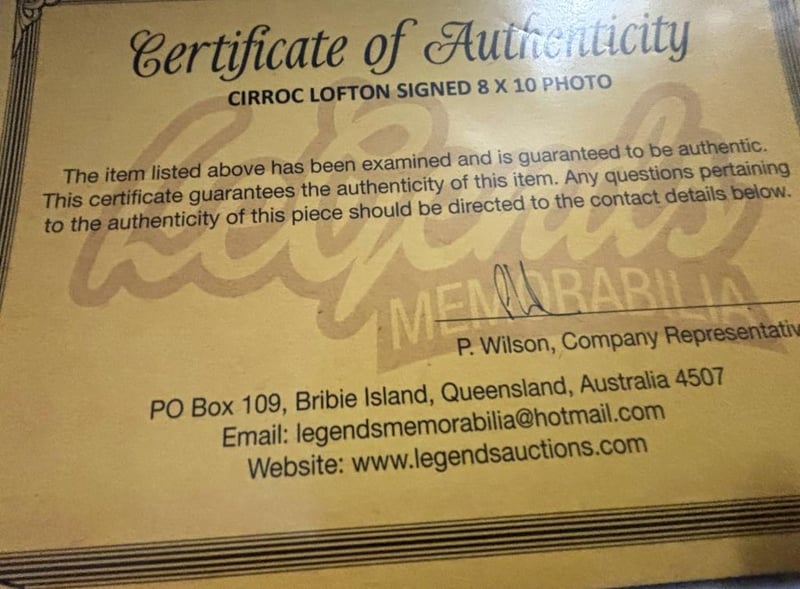 Certificate of Authenticity
CIRROC LOFTON SIGNED 8 X 10 PHOTO
The item listed above has been examined and is guaranteed to be authentic.
This certificate guarantees the authenticity of this item. Any questions pertaining
to the authenticity of this piece should be directed to the contact details below.
Legends
MEMORABILIA
P. Wilson, Company Representativ
PO Box 109, Bribie Island, Queensland, Australia 4507
Email: legendsmemorabilia@hotmail.com
Website: www.legendsauctions.com